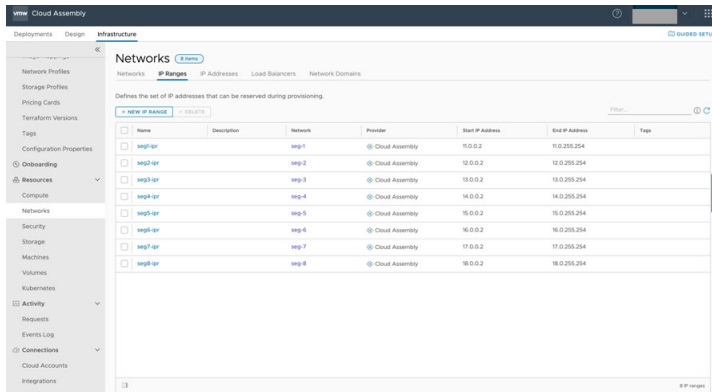 vmw Cloud Assembly
Deployments Design Infrastructure
GUIDED SETU
Network Profiles
Storage Profiles
Pricing Cards
Terraform Versions
Tags
Configuration Properties
Onboarding
Resources
Compute
Networks
Security
Storage
Machines
Volumes
Kubernetes
Activity
Requests
Events Log
Connections
Cloud Accounts
Integrations
Networks 8 items
Networks IP Ranges IP Addresses Load Balancers Network Domains
Defines the set of IP addresses that can be reserved during provisioning.
+ NEW IP RANGE × DELETE
Filter...
Name Description Network Provider Start IP Address End IP Address Tags
seg1-ipr seg-1 Cloud Assembly 11.0.0.2 11.0.255.254
seg2-ipr seg-2 Cloud Assembly 12.0.0.2 12.0.255.254
seg3-ipr seg-3 Cloud Assembly 13.0.0.2 13.0.255.254
seg4-ipr seg-4 Cloud Assembly 14.0.0.2 14.0.255.254
seg5-ipr seg-5 Cloud Assembly 15.0.0.2 15.0.255.254
seg6-ipr seg-6 Cloud Assembly 16.0.0.2 16.0.255.254
seg7-ipr seg-7 Cloud Assembly 17.0.0.2 17.0.255.254
seg8-ipr seg-8 Cloud Assembly 18.0.0.2 18.0.255.254
8 IP ranges